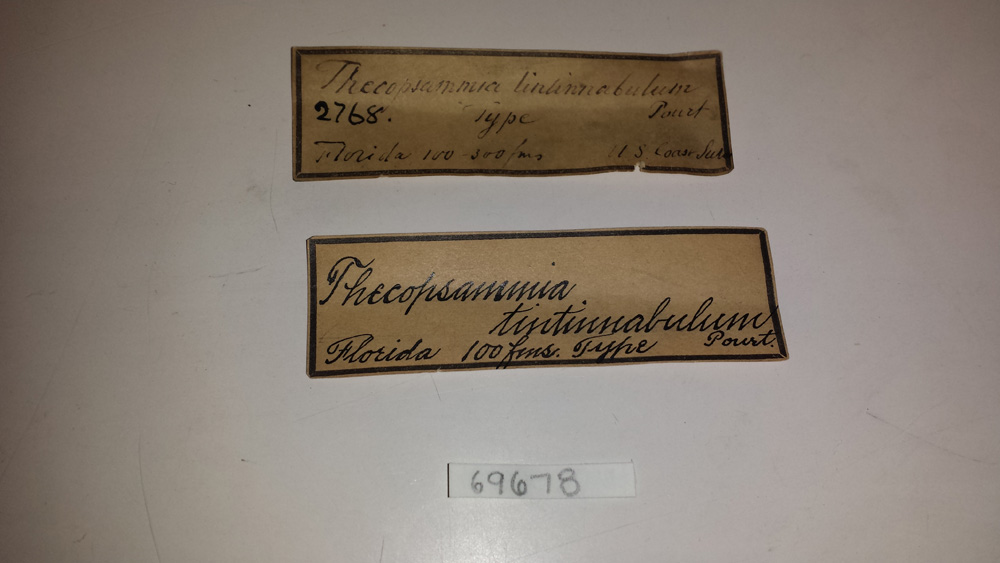 Thecopsammia tintinnabulum
2768. Type Pourt
Florida 100-300 fms U S Coast Surv
Thecopsammia
tintinnabulum
Florida 100 fms. Type Pourt.
69678